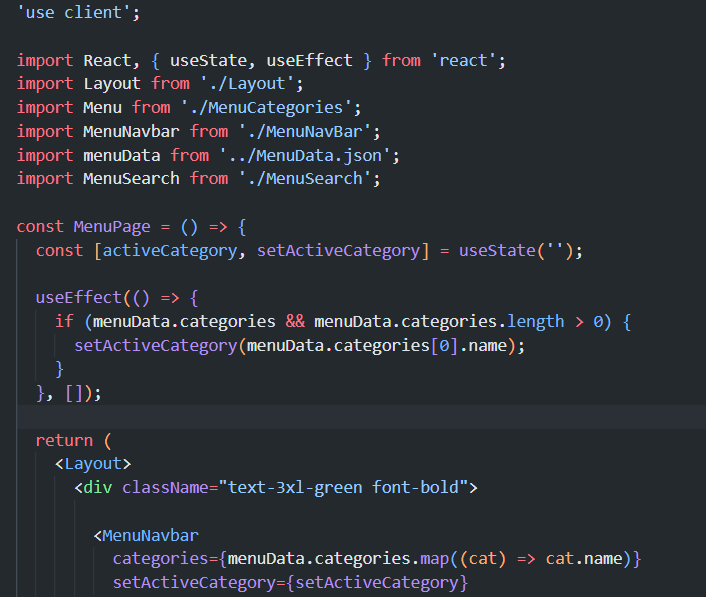 'use client';
import React, { useState, useEffect } from 'react';
import Layout from './Layout';
import Menu from './MenuCategories';
import MenuNavbar from './MenuNavBar';
import menuData from '../MenuData.json';
import MenuSearch from './MenuSearch';
const MenuPage = () => {
const [activeCategory, setActiveCategory] = useState('');
useEffect(() => {
if (menuData.categories && menuData.categories.length > 0) {
setActiveCategory(menuData.categories[0].name);
}
}, []);
return (
<Layout>
<div className="text-3xl-green font-bold">
<MenuNavbar
categories={menuData.categories.map((cat) => cat.name)}
setActiveCategory={setActiveCategory}